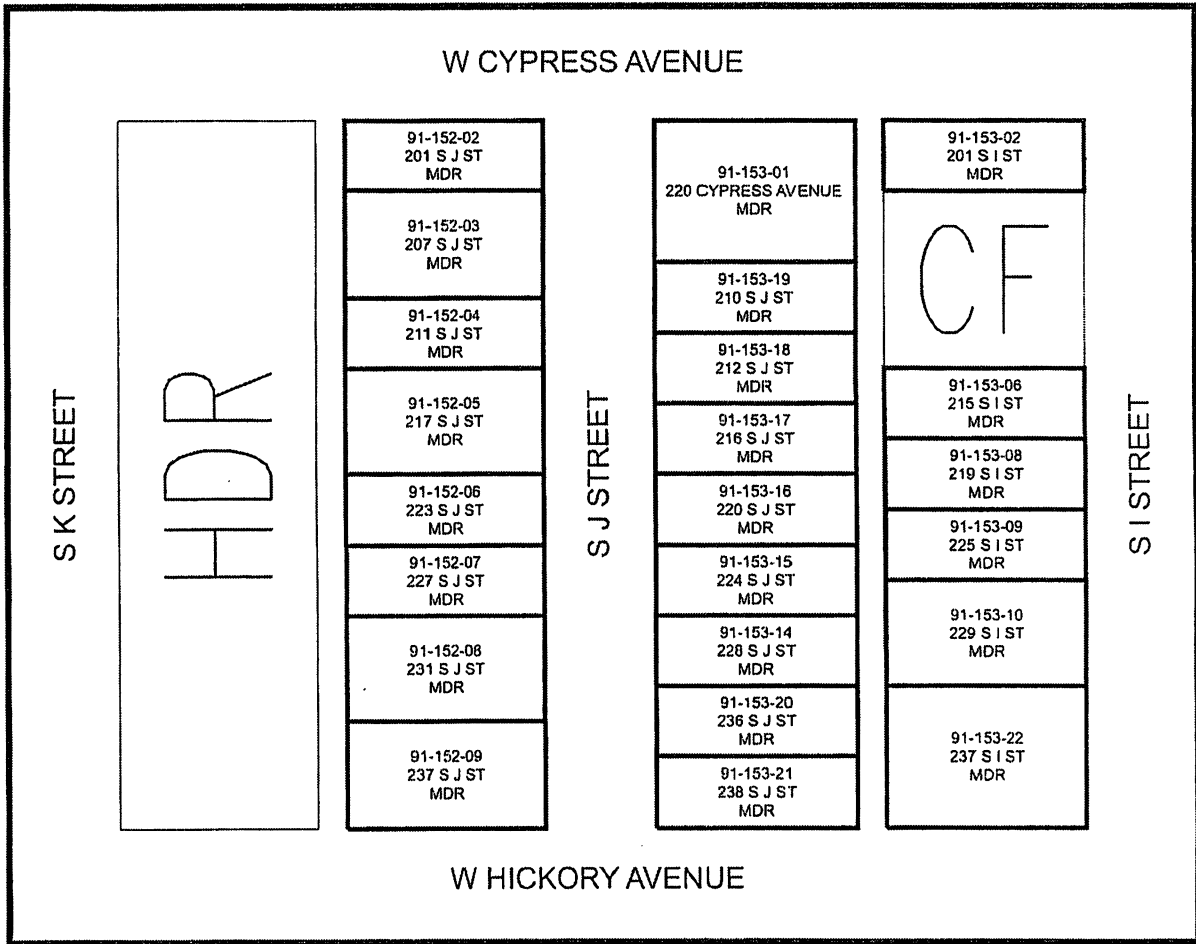 W CYPRESS AVENUE
S K STREET
HDR
91-152-02
201 S J ST
MDR
91-152-03
207 S J ST
MDR
91-152-04
211 S J ST
MDR
91-152-05
217 S J ST
MDR
91-152-06
223 S J ST
MDR
91-152-07
227 S J ST
MDR
91-152-08
231 S J ST
MDR
91-152-09
237 S J ST
MDR
S J STREET
91-153-01
220 CYPRESS AVENUE
MDR
91-153-19
210 S J ST
MDR
91-153-18
212 S J ST
MDR
91-153-17
216 S J ST
MDR
91-153-16
220 S J ST
MDR
91-153-15
224 S J ST
MDR
91-153-14
228 S J ST
MDR
91-153-20
236 S J ST
MDR
91-153-21
238 S J ST
MDR
91-153-02
201 S I ST
MDR
CF
91-153-06
215 S I ST
MDR
91-153-08
219 S I ST
MDR
91-153-09
225 S I ST
MDR
91-153-10
229 S I ST
MDR
91-153-22
237 S I ST
MDR
S I STREET
W HICKORY AVENUE